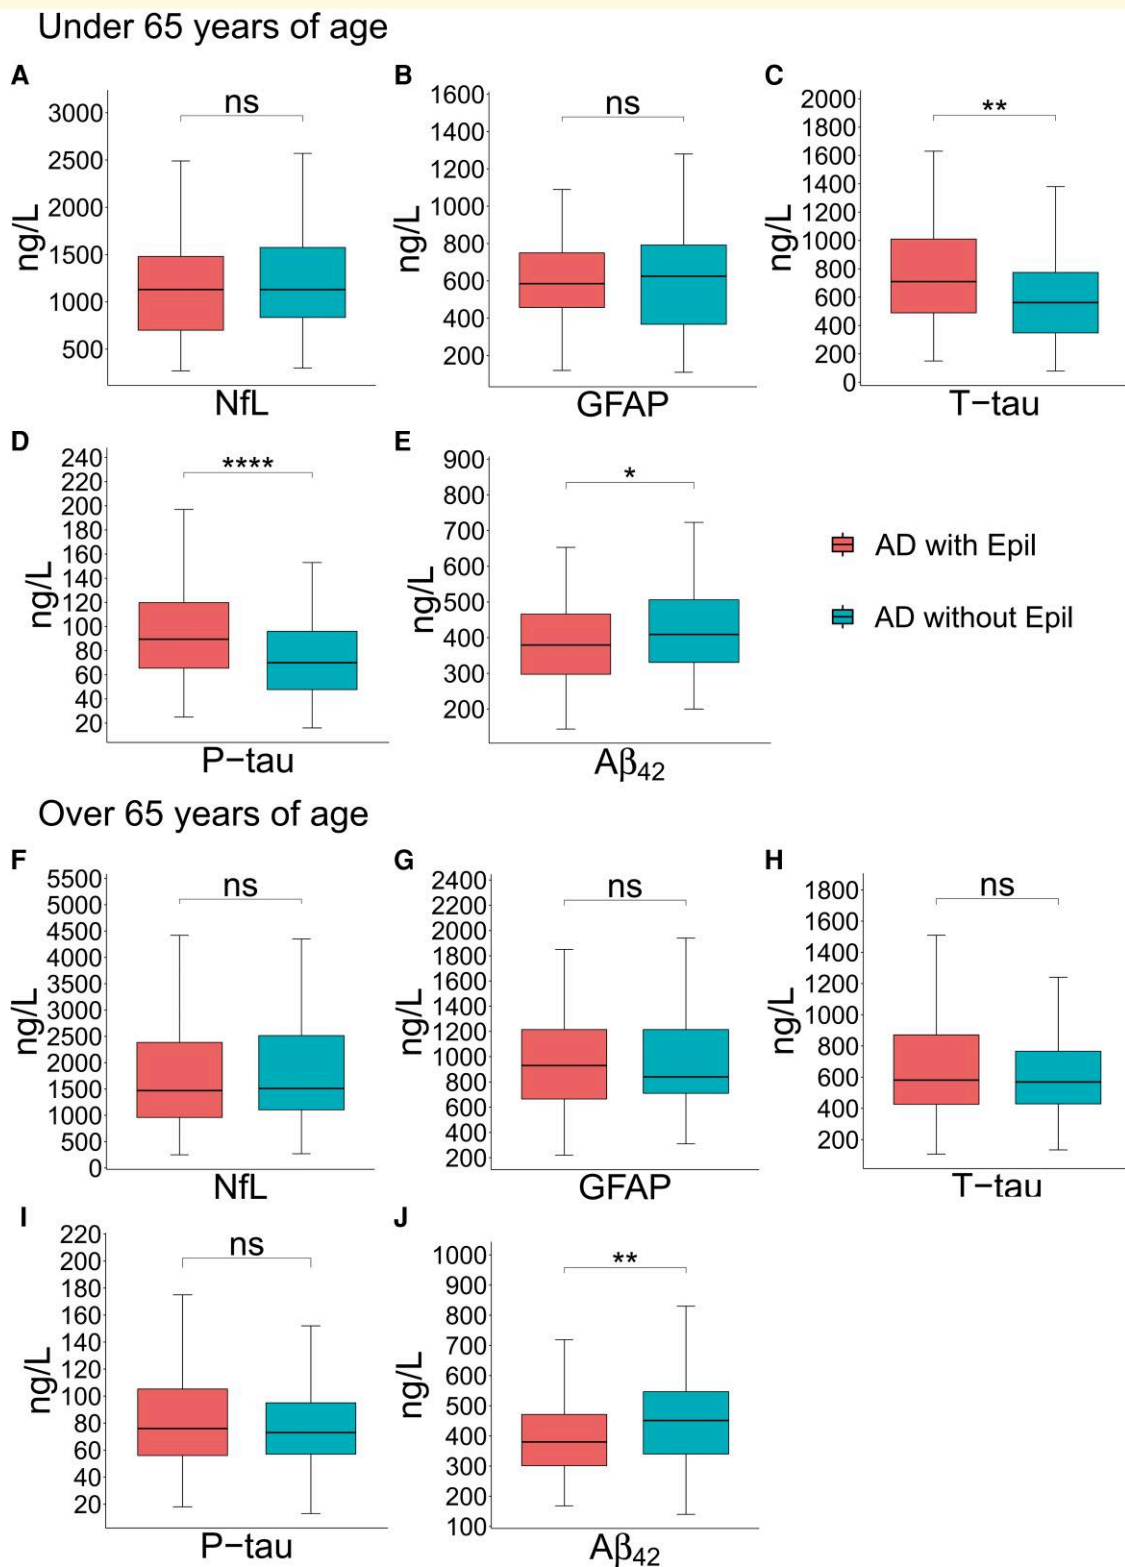 Under 65 years of age
A
B
C
ns
ns
**
3000
2500
2000
1500
1000
500
ng/L
NfL
1600
1400
1200
1000
800
600
400
200
ng/L
GFAP
2000
1800
1600
1400
1200
1000
800
600
400
200
0
ng/L
T−tau
D
E
****
*
240
220
200
180
160
140
120
100
80
60
40
20
ng/L
P−tau
900
800
700
600
500
400
300
200
ng/L
Aβ42
AD with Epil
AD without Epil
Over 65 years of age
F
G
H
ns
ns
ns
5500
5000
4500
4000
3500
3000
2500
2000
1500
1000
500
0
ng/L
NfL
2400
2200
2000
1800
1600
1400
1200
1000
800
600
400
200
ng/L
GFAP
1800
1600
1400
1200
1000
800
600
400
200
ng/L
T−tau
I
J
ns
**
220
200
180
160
140
120
100
80
60
40
20
ng/L
P−tau
1000
900
800
700
600
500
400
300
200
100
ng/L
Aβ42